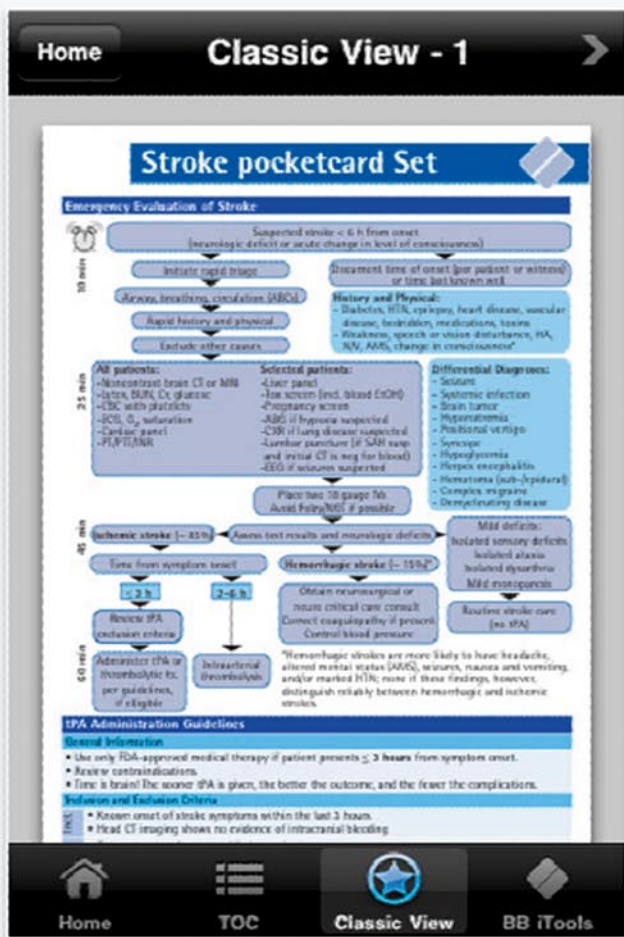 Home
Classic View - 1
Stroke pocketcard Set
Emergency Evaluation of Stroke
Suspected stroke < 6 h from onset
(neurologic deficit or acute change in level of consciousness)
10 min
Initiate rapid triage
Document time of onset (per patient or witness)
or time last known well
Airway, breathing, circulation (ABCs)
Rapid history and physical
Exclude other causes
History and Physical:
- Diabetes, HTN, epilepsy, heart disease, vascular
disease, medications, toxins
- Weakness, speech or vision disturbance, HA,
N/V, AMS, change in consciousness*
25 min
All patients:
-Noncontrast brain CT or MRI
-Lytes, BUN, Cr, glucose
-CBC with platelets
-ECG, O₂ saturation
-Cardiac panel
-PT/PTT/INR
Selected patients:
-Liver panel
-Tox screen (incl. blood EtOH)
-Pregnancy screen
-ABG if hypoxia suspected
-CXR if lung disease suspected
-Lumbar puncture (if SAH susp
and initial CT is neg for blood)
-EEG if seizures suspected
Differential Diagnoses:
- Seizure
- Systemic infection
- Brain tumor
- Hyponatremia
- Positional vertigo
- Syncope
- Hypoglycemia
- Herpes encephalitis
- Hematoma (sub-/epidural)
- Complex migraine
- Demyelinating disease
Place two 18 gauge IVs
Avoid Foley/NGT if possible
45 min
Ischemic stroke (~ 85%)
Assess test results and neurologic deficits
Mild deficits:
Isolated sensory deficits
Isolated ataxia
Isolated dysarthria
Mild monoparesis
Time from symptom onset
Hemorrhagic stroke (~ 15%)*
≤ 3 h
3-6 h
Obtain neurosurgical or
neuro critical care consult
Correct coagulopathy if present
Control blood pressure
Routine stroke care
(no tPA)
Review tPA
exclusion criteria
60 min
Administer tPA or
thrombolytic tx.
per guidelines,
if eligible
Intraarterial
thrombolysis
*Hemorrhagic strokes are more likely to have headache,
altered mental status (AMS), seizures, nausea and vomiting,
and/or marked HTN; none if these findings, however,
distinguish reliably between hemorrhagic and ischemic
strokes.
tPA Administration Guidelines
General Information
• Use only FDA-approved medical therapy if patient presents ≤ 3 hours from symptom onset.
• Review contraindications.
• Time is brain! The sooner tPA is given, the better the outcome, and the fewer the complications.
Inclusion and Exclusion Criteria
Incl.
• Known onset of stroke symptoms within the last 3 hours
• Head CT imaging shows no evidence of intracranial bleeding
Home
TOC
Classic View
BB iTools